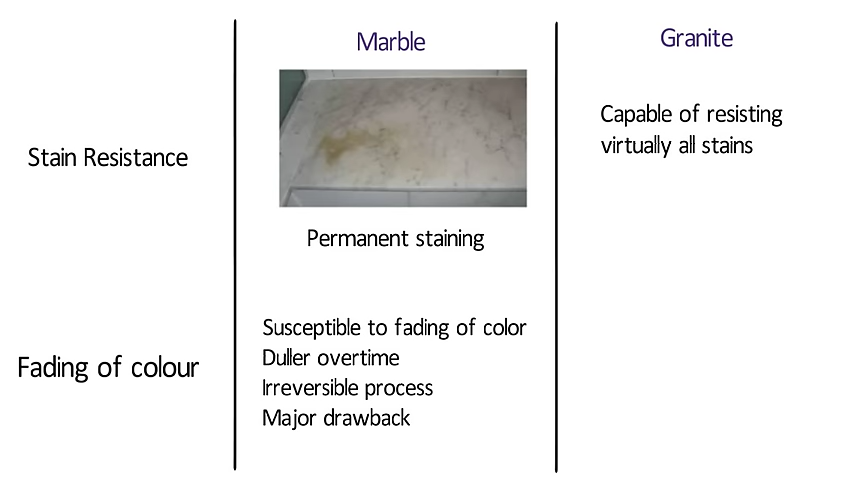 Marble
Granite
Stain Resistance
Permanent staining
Capable of resisting
virtually all stains
Fading of colour
Susceptible to fading of color
Duller overtime
Irreversible process
Major drawback